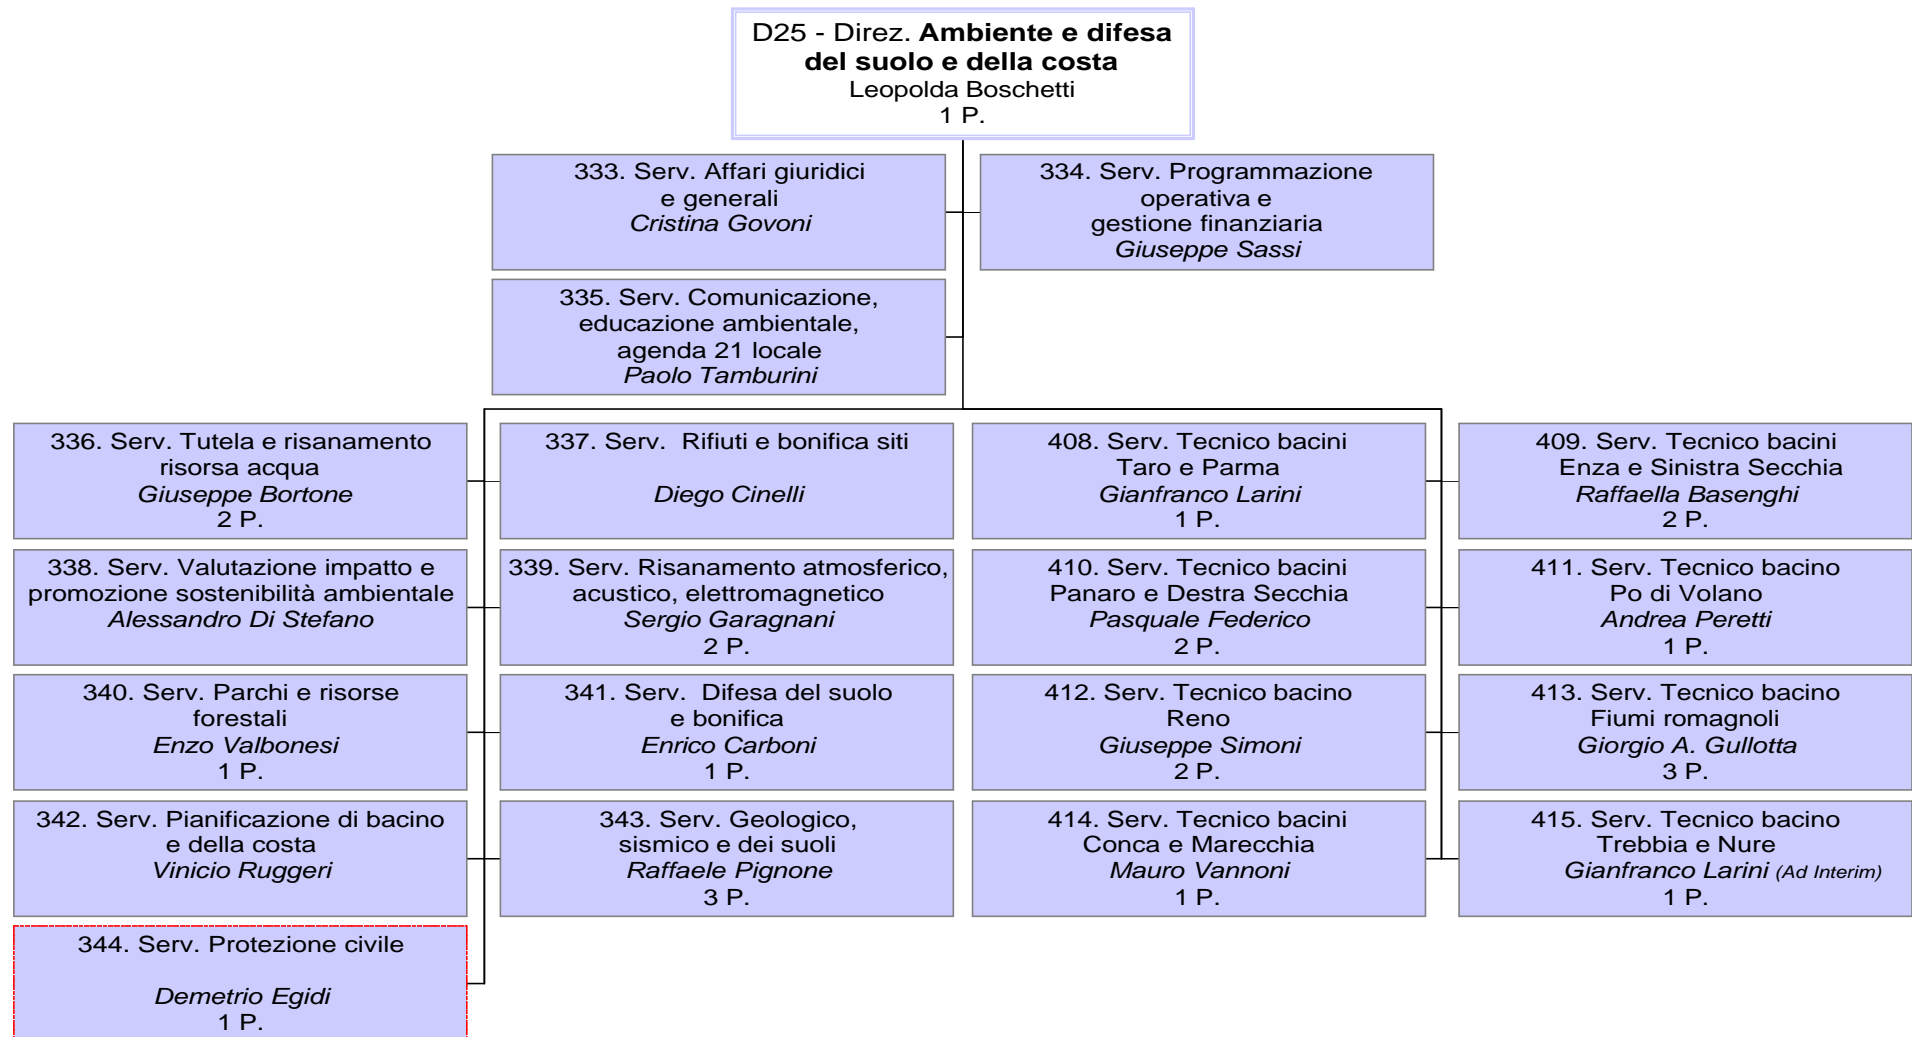 D25 - Direz. Ambiente e difesa
del suolo e della costa
Leopolda Boschetti
1 P.
333. Serv. Affari giuridici
e generali
Cristina Govoni
334. Serv. Programmazione
operativa e
gestione finanziaria
Giuseppe Sassi
335. Serv. Comunicazione,
educazione ambientale,
agenda 21 locale
Paolo Tamburini
336. Serv. Tutela e risanamento
risorsa acqua
Giuseppe Bortone
2 P.
337. Serv. Rifiuti e bonifica siti
Diego Cinelli
408. Serv. Tecnico bacini
Taro e Parma
Gianfranco Larini
1 P.
409. Serv. Tecnico bacini
Enza e Sinistra Secchia
Raffaella Basenghi
2 P.
338. Serv. Valutazione impatto e
promozione sostenibilità ambientale
Alessandro Di Stefano
339. Serv. Risanamento atmosferico,
acustico, elettromagnetico
Sergio Garagnani
2 P.
410. Serv. Tecnico bacini
Panaro e Destra Secchia
Pasquale Federico
2 P.
411. Serv. Tecnico bacino
Po di Volano
Andrea Peretti
1 P.
340. Serv. Parchi e risorse
forestali
Enzo Valbonesi
1 P.
341. Serv. Difesa del suolo
e bonifica
Enrico Carboni
1 P.
412. Serv. Tecnico bacino
Reno
Giuseppe Simoni
2 P.
413. Serv. Tecnico bacino
Fiumi romagnoli
Giorgio A. Gullotta
3 P.
342. Serv. Pianificazione di bacino
e della costa
Vinicio Ruggeri
343. Serv. Geologico,
sismico e dei suoli
Raffaele Pignone
3 P.
414. Serv. Tecnico bacini
Conca e Marecchia
Mauro Vannoni
1 P.
415. Serv. Tecnico bacino
Trebbia e Nure
Gianfranco Larini (Ad Interim)
1 P.
344. Serv. Protezione civile
Demetrio Egidi
1 P.